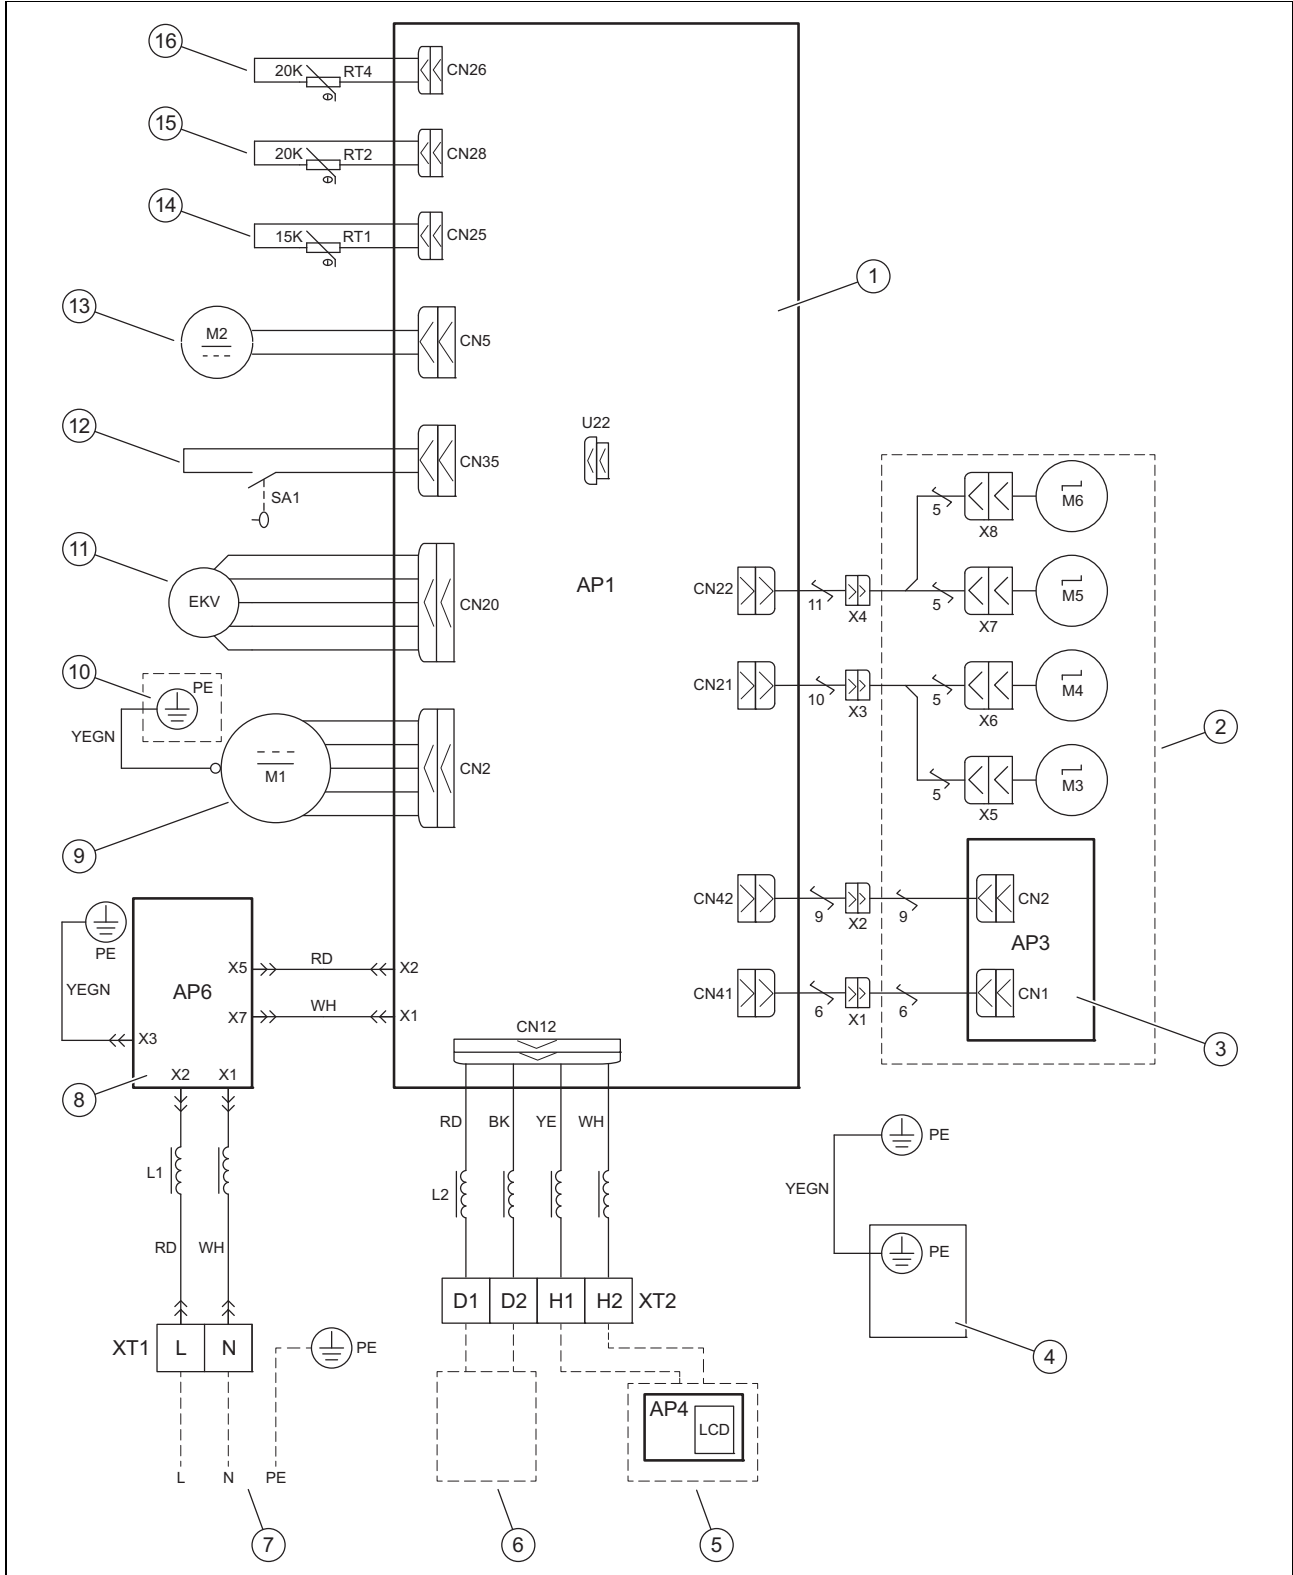 16
20K RT4 CN26
15
20K RT2 CN28
14
15K RT1 CN25
1
13
M2
CN5
12
U22
CN35
SA1
M6
5
X8
11
EKV
CN20
AP1
CN22
11
X4
5
X7
M5
10
PE
YEGN
CN21
10
X3
5
X6
M4
2
M1
CN2
5
X5
M3
9
CN42
9
X2
9
CN2
AP3
PE
YEGN
X5 RD X2
AP6
X7 WH X1
X3
CN41
6
X1
6
CN1
3
CN12
X2 X1
8
RD BK YE WH
PE
L1
L2
YEGN
RD WH
PE
D1 D2 H1 H2 XT2
XT1 L N
PE
4
AP4
LCD
L N PE
7
6
5